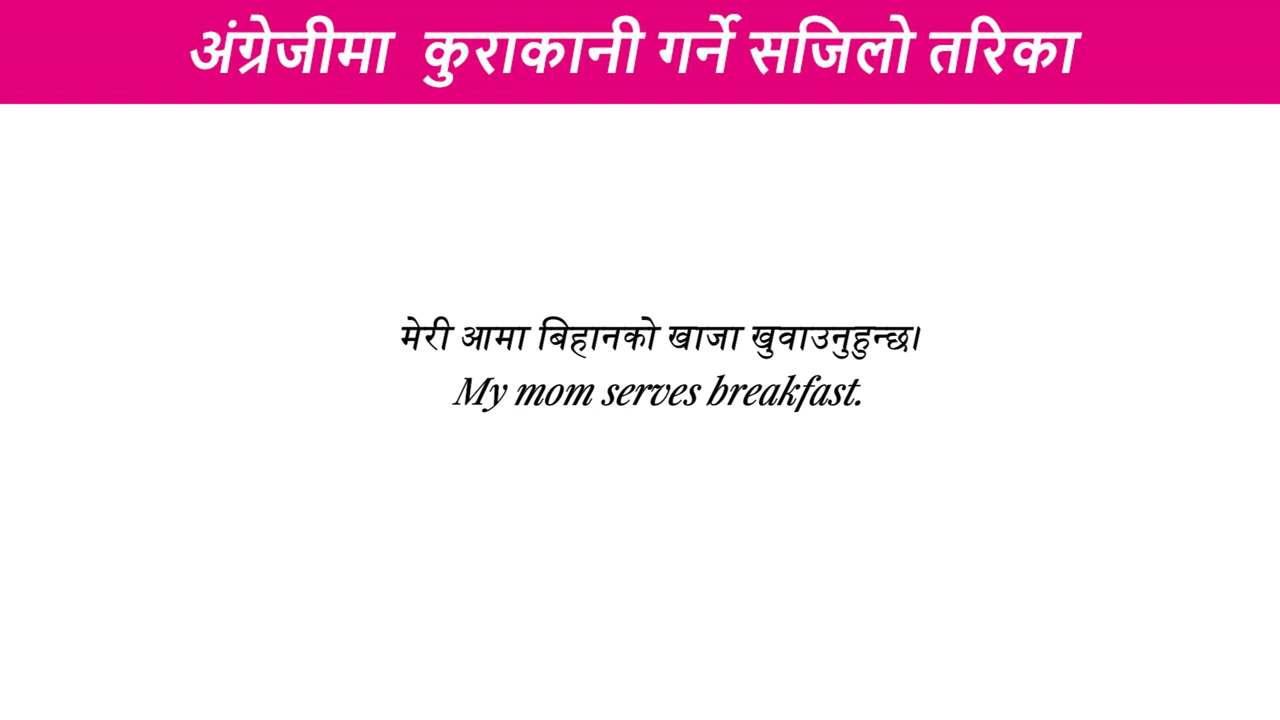 अंग्रेजीमा कुराकानी गर्ने सजिलो तरिका
मेरी आमा बिहानको खाजा खुवाउनुहुन्छ।
My mom serves breakfast.